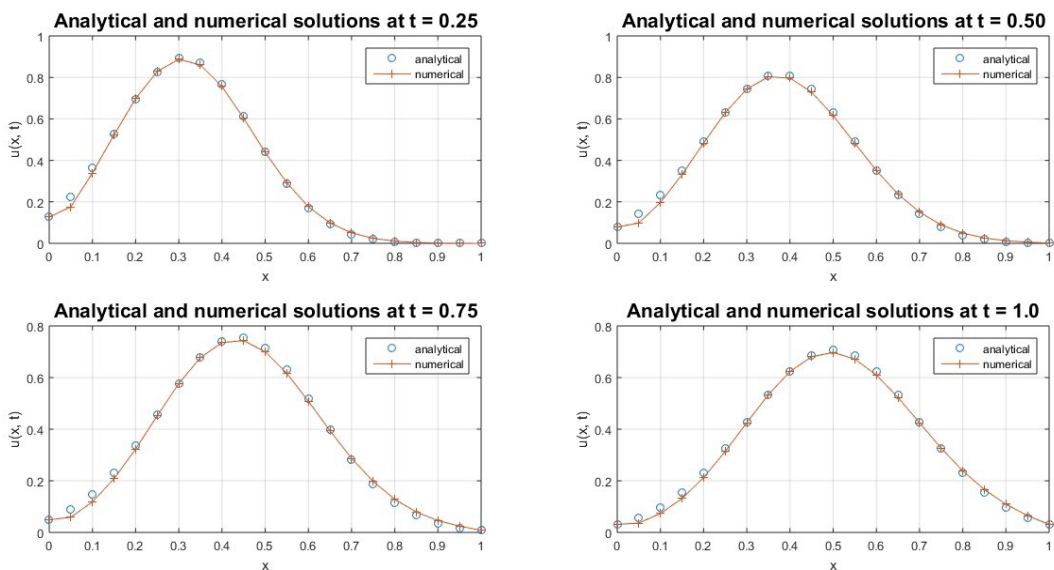 Analytical and numerical solutions at t = 0.25
1
0.8
0.6
0.4
0.2
0
u(x, t)
analytical
numerical
0 0.1 0.2 0.3 0.4 0.5 0.6 0.7 0.8 0.9 1
x
Analytical and numerical solutions at t = 0.50
1
0.8
0.6
0.4
0.2
0
u(x, t)
analytical
numerical
0 0.1 0.2 0.3 0.4 0.5 0.6 0.7 0.8 0.9 1
x
Analytical and numerical solutions at t = 0.75
0.8
0.6
0.4
0.2
0
u(x, t)
analytical
numerical
0 0.1 0.2 0.3 0.4 0.5 0.6 0.7 0.8 0.9 1
x
Analytical and numerical solutions at t = 1.0
0.8
0.6
0.4
0.2
0
u(x, t)
analytical
numerical
0 0.1 0.2 0.3 0.4 0.5 0.6 0.7 0.8 0.9 1
x